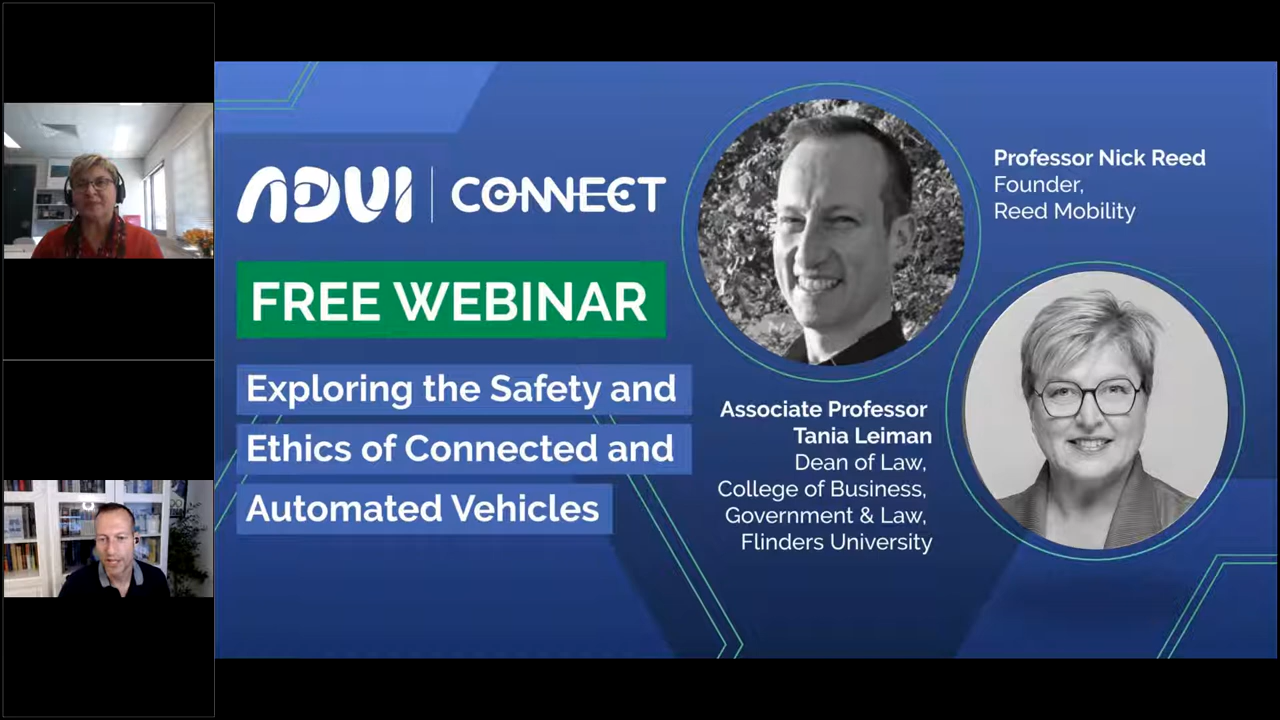 ADVI | CONNECT
FREE WEBINAR
Exploring the Safety and
Ethics of Connected and
Automated Vehicles
Professor Nick Reed
Founder,
Reed Mobility
Associate Professor
Tania Leiman
Dean of Law,
College of Business,
Government & Law,
Flinders University